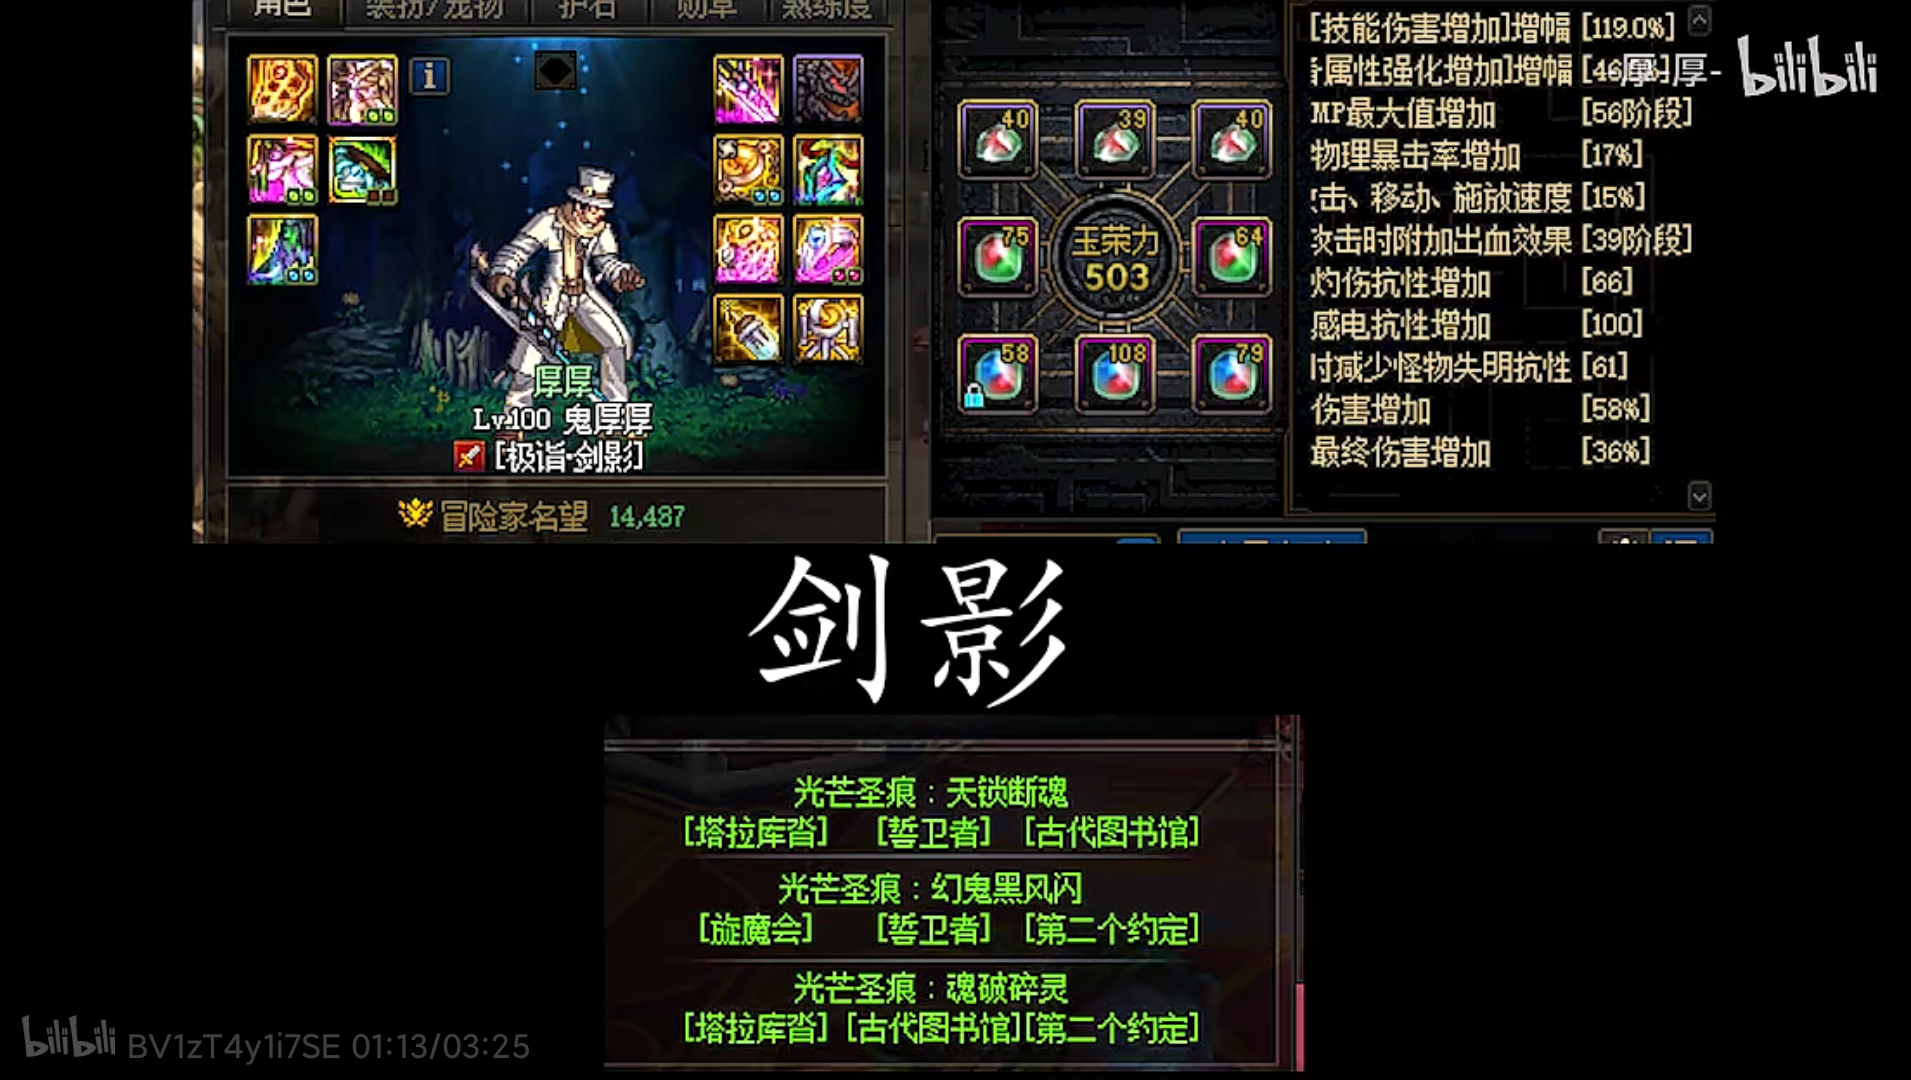 角色 装扮/宠物 护石 勋章 熟练度
厚厚
Lv.100 鬼厚厚
[极诣·剑影]
冒险家名望 14,487
40 39 40
75 64
58 108 79
玉荣力
503
[技能伤害增加]增幅 [119.0%]
属性强化增加]增幅
MP最大值增加 [56阶段]
物理暴击率增加 [17%]
击、移动、施放速度 [15%]
攻击时附加出血效果 [39阶段]
灼伤抗性增加 [66]
感电抗性增加 [100]
时减少怪物失明抗性 [61]
伤害增加 [58%]
最终伤害增加 [36%]
-厚厚- bilibili
剑影
光芒圣痕：天锁断魂
[塔拉库沓] [誓卫者] [古代图书馆]
光芒圣痕：幻鬼黑风闪
[旋魔会] [誓卫者] [第二个约定]
光芒圣痕：魂破碎灵
[塔拉库沓] [古代图书馆][第二个约定]
bilibili BV1zT4y1i7SE 01:13/03:25